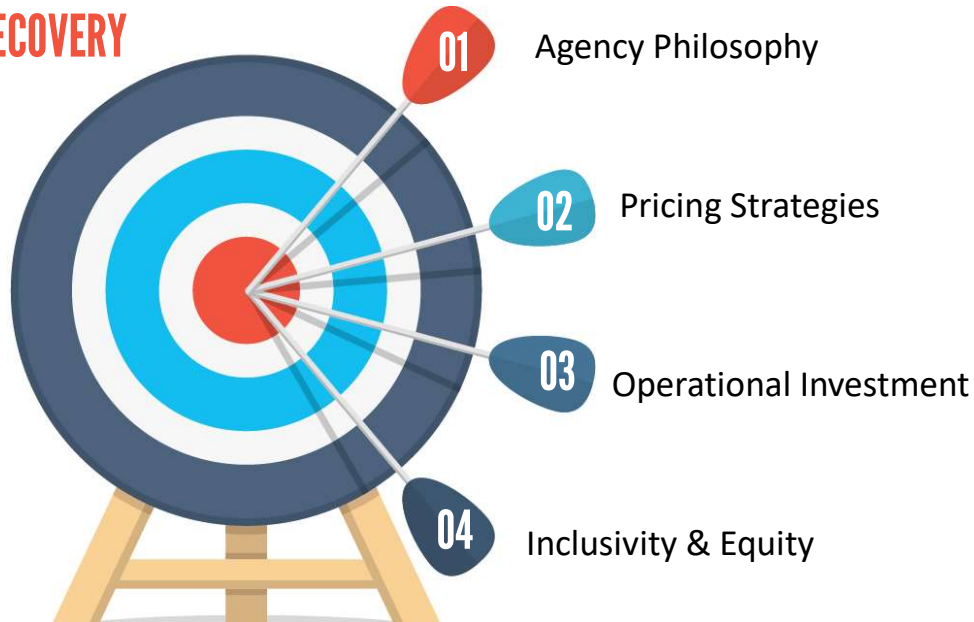 ECOVERY
01 Agency Philosophy
02 Pricing Strategies
03 Operational Investment
04 Inclusivity & Equity